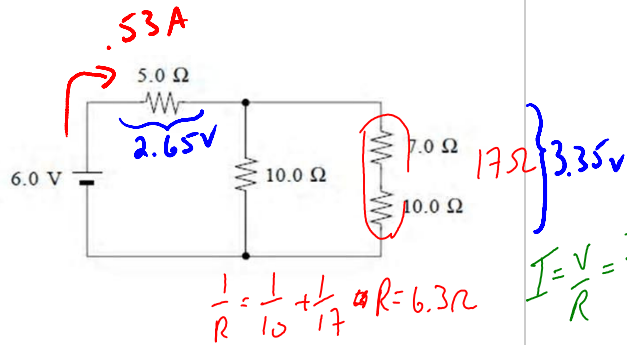 .53A
5.0 Ω
2.65V
6.0 V
10.0 Ω
7.0 Ω
10.0 Ω
17Ω
3.35v
1/R = 1/10 + 1/17 R = 6.3Ω
I = V/R =